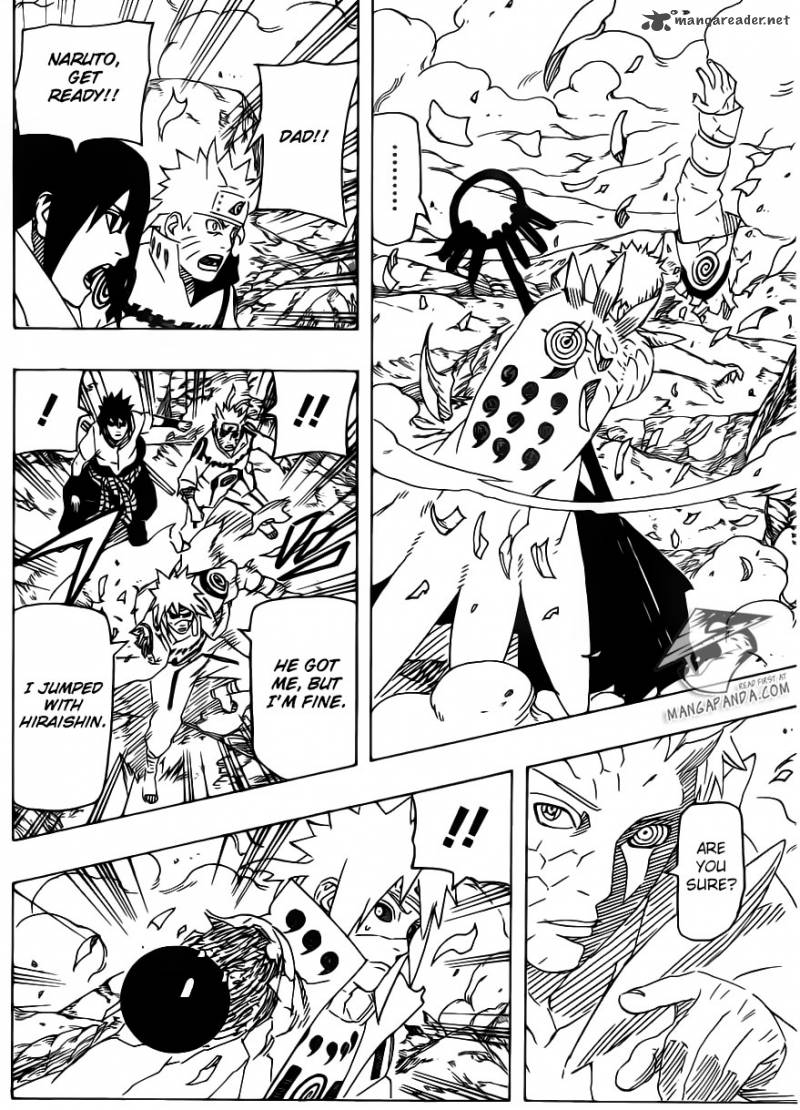 mangareader.net
.........
DAD!!
NARUTO,
GET
READY!!
!!
!
HE GOT
ME, BUT
I'M FINE.
I JUMPED
WITH
HIRAISHIN.
READ FIRST AT
MANGAPANDA.COM
ARE
YOU
SURE?
!!